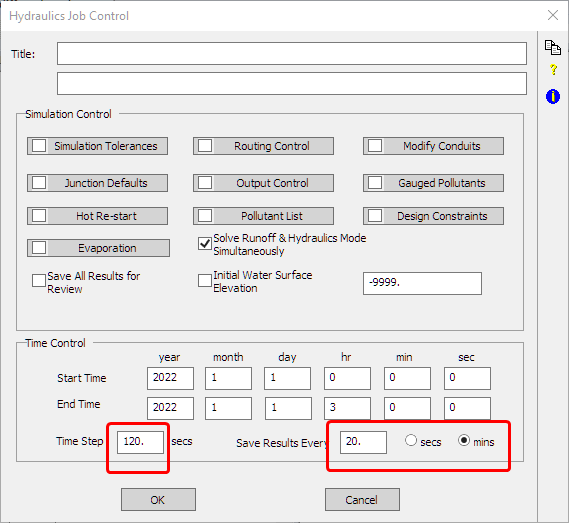 Hydraulics Job Control
Title:
Simulation Control
Simulation Tolerances Routing Control Modify Conduits
Junction Defaults Output Control Gauged Pollutants
Hot Re-start Pollutant List Design Constraints
Evaporation Solve Runoff & Hydraulics Mode
Simultaneously
Save All Results for Initial Water Surface
Review Elevation -9999.
Time Control
year month day hr min sec
Start Time 2022 1 1 0 0 0
End Time 2022 1 1 3 0 0
Time Step 120. secs Save Results Every 20. secs mins
OK Cancel